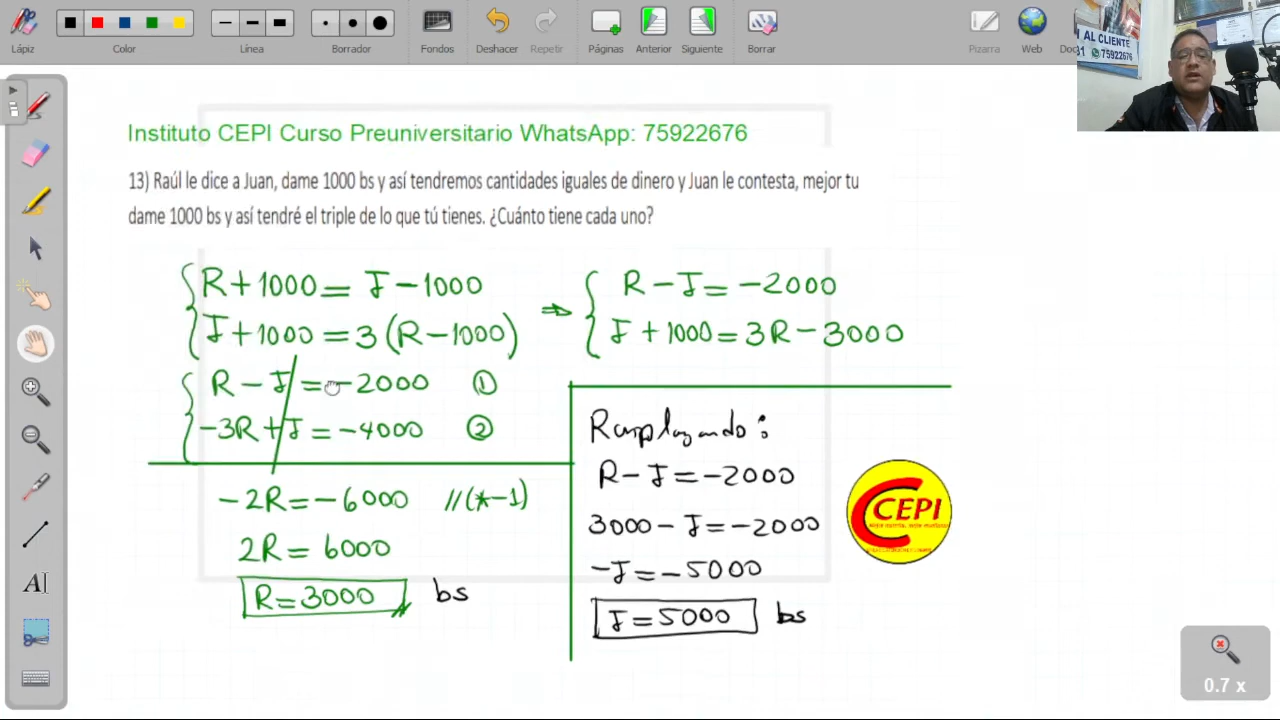 Lápiz Color Línea Borrador Fondos Deshacer Repetir Páginas Anterior Siguiente Borrar Pizarra Web
AL CLIENTE
75922676
Instituto CEPI Curso Preuniversitario WhatsApp: 75922676
13) Raúl le dice a Juan, dame 1000 bs y así tendremos cantidades iguales de dinero y Juan le contesta, mejor tu
dame 1000 bs y así tendré el triple de lo que tú tienes. ¿Cuánto tiene cada uno?
R+1000 = J-1000
J+1000 = 3(R-1000)
⇒ R-J = -2000
J+1000 = 3R-3000
R-J = -2000 ①
-3R+J = -4000 ②
-2R = -6000 //(*-1)
2R = 6000
R = 3000 bs
Remplazando:
R-J = -2000
3000-J = -2000
-J = -5000
J = 5000 bs
CEPI
AI
0.7 x